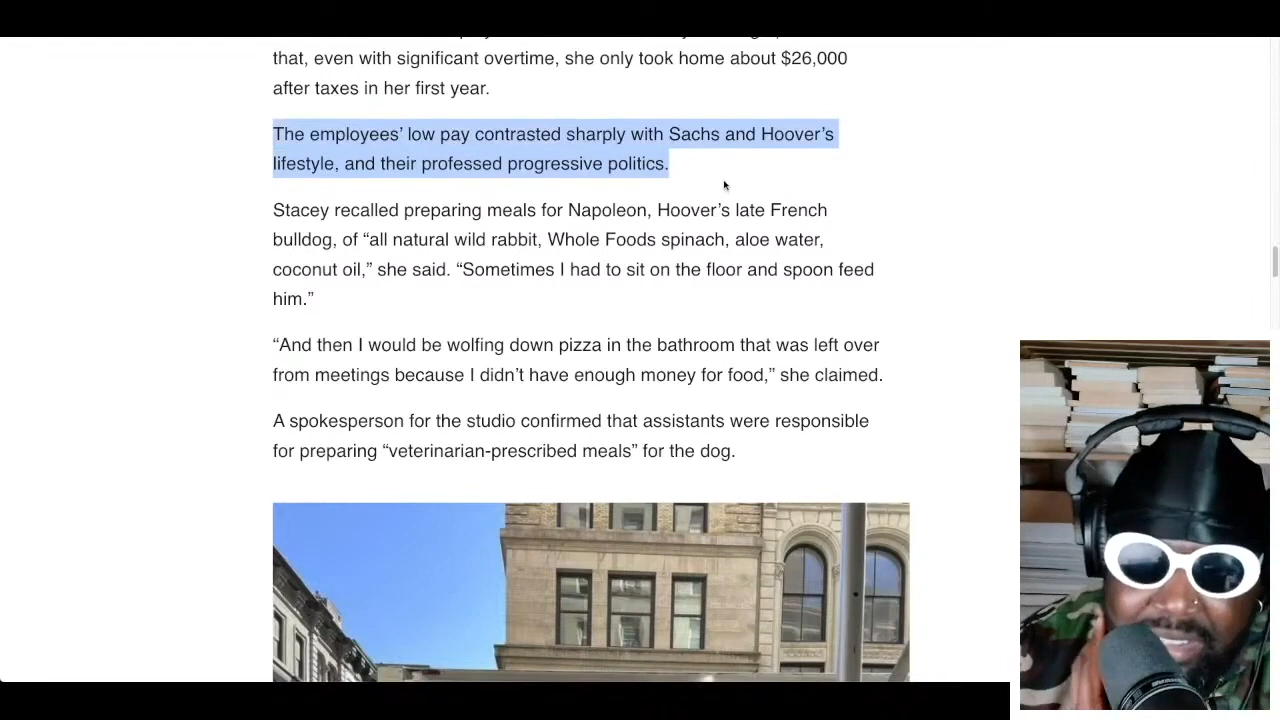 that, even with significant overtime, she only took home about $26,000
after taxes in her first year.
The employees’ low pay contrasted sharply with Sachs and Hoover’s
lifestyle, and their professed progressive politics.
Stacey recalled preparing meals for Napoleon, Hoover’s late French
bulldog, of “all natural wild rabbit, Whole Foods spinach, aloe water,
coconut oil,” she said. “Sometimes I had to sit on the floor and spoon feed
him.”
“And then I would be wolfing down pizza in the bathroom that was left over
from meetings because I didn’t have enough money for food,” she claimed.
A spokesperson for the studio confirmed that assistants were responsible
for preparing “veterinarian-prescribed meals” for the dog.